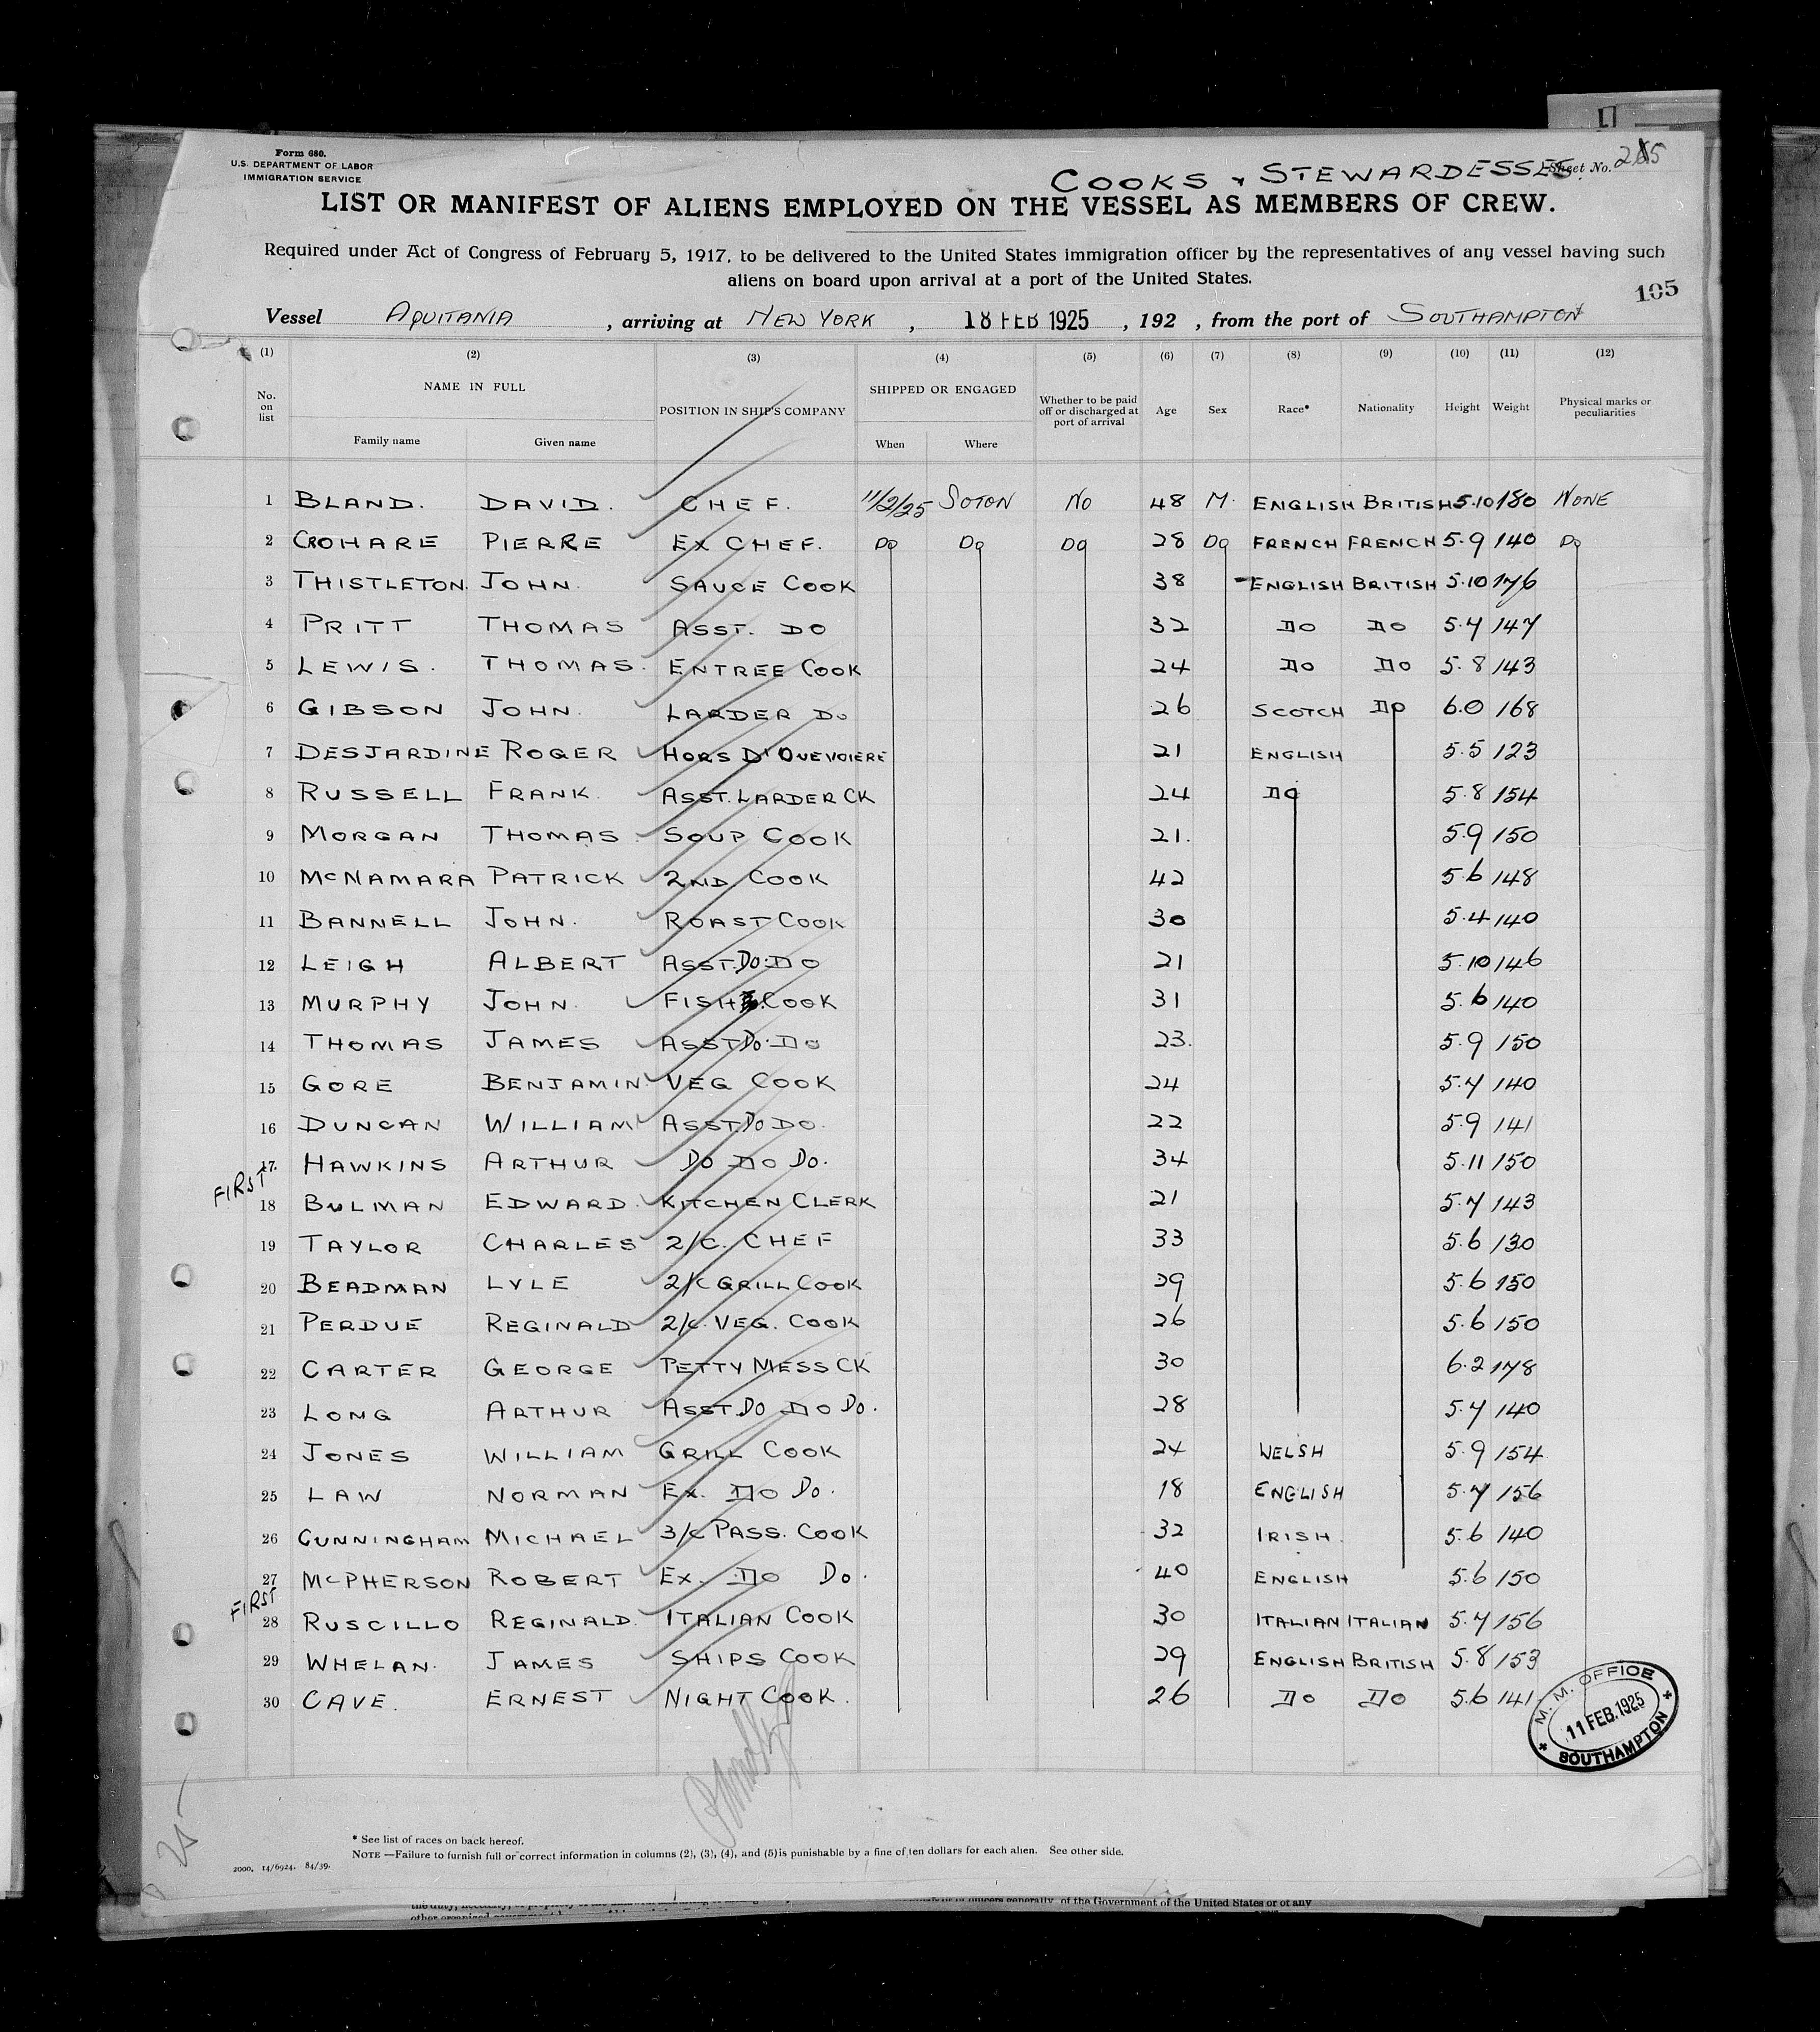 Form 680.
U.S. DEPARTMENT OF LABOR
IMMIGRATION SERVICE
COOKS & STEWARDESSES. Sheet No.
LIST OR MANIFEST OF ALIENS EMPLOYED ON THE VESSEL AS MEMBERS OF CREW.
Required under Act of Congress of February 5, 1917, to be delivered to the United States immigration officer by the representatives of any vessel having such
aliens on board upon arrival at a port of the United States.
105
Vessel AQUITANIA, arriving at NEW YORK, 18 FEB 1925, 192 , from the port of SOUTHAMPTON
(1) (2) (3) (4) (5) (6) (7) (8) (9) (10) (11) (12)
No. on list NAME IN FULL Family name Given name POSITION IN SHIP'S COMPANY SHIPPED OR ENGAGED When Where Whether to be paid off or discharged at port of arrival Age Sex Race* Nationality Height Weight Physical marks or peculiarities
1 BLAND. DAVID. CHEF. 11/2/25 SOTON NO 48 M. ENGLISH BRITISH 5.10 180 NONE
2 GOHARE PIERRE EX CHEF. DO DO DO 28 DO FRENCH FRENCH 5.9 140 DO
3 THISTLETON. JOHN. SAUCE COOK 38 ENGLISH BRITISH 5.10 176
4 PRITT THOMAS ASST. DO 32 DO DO 5.7 147
5 LEWIS. THOMAS. ENTREE COOK 24 DO DO 5.8 143
6 GIBSON JOHN. LARDER DO 26 SCOTCH DO 6.0 168
7 DESJARDINE ROGER HORS D'OUEVOIERE 21 ENGLISH 5.5 123
8 RUSSELL FRANK. ASST. LARDER CK 24 DO 5.8 154
9 MORGAN THOMAS SOUP COOK 21. 5.9 150
10 McNAMARA PATRICK 2ND. COOK 42 5.6 148
11 BANNELL JOHN. ROAST COOK 30 5.4 140
12 LEIGH ALBERT ASST. DO. DO 21 5.10 146
13 MURPHY JOHN. FISH COOK 31 5.6 140
14 THOMAS JAMES ASST DO. DO 23. 5.9 150
15 GORE BENJAMIN. VEG COOK 24 5.7 140
16 DUNCAN WILLIAM ASST. DO DO. 22 5.9 141
17. HAWKINS ARTHUR DO DO DO. 34 5.11 150
FIRST
18 BULMAN EDWARD. KITCHEN CLERK 21 5.7 143
19 TAYLOR CHARLES 2/C. CHEF 33 5.6 130
20 BEADMAN LYLE 2/C GRILL COOK 29 5.6 150
21 PERDUE REGINALD 2/C. VEG. COOK 26 5.6 150
22 CARTER GEORGE PETTY MESS CK 30 6.2 178
23 LONG ARTHUR ASST. DO DO DO. 28 5.7 140
24 JONES WILLIAM GRILL COOK 24 WELSH 5.9 154
25 LAW NORMAN EX. DO DO. 18 ENGLISH 5.7 156
26 CUNNINGHAM MICHAEL 3/C PASS. COOK 32 IRISH. 5.6 140
27 McPHERSON ROBERT EX. DO DO. 40 ENGLISH 5.6 150
FIRST
28 RUSCILLO REGINALD. ITALIAN COOK 30 ITALIAN ITALIAN 5.7 156
29 WHELAN. JAMES SHIPS COOK 29 ENGLISH BRITISH 5.8 153
30 CAVE. ERNEST NIGHT COOK. 26 DO DO 5.6 141
M. M. OFFICE
11 FEB. 1925
SOUTHAMPTON
* See list of races on back hereof.
NOTE.—Failure to furnish full or correct information in columns (2), (3), (4), and (5) is punishable by a fine of ten dollars for each alien. See other side.
2000. 14/6924. 84/39.
of the Government of the United States or of any